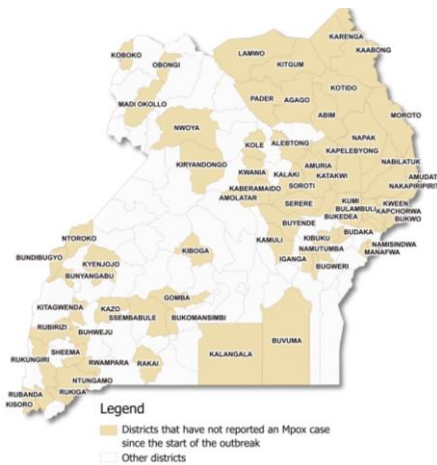 KARENGA
KAABONG
KOBOKO
OBONGI
LAMWO
KITGUM
KOTIDO
MADI OKOLLO
PADER
AGAGO
ABIM
MOROTO
NWOYA
KOLE
ALEBTONG
NAPAK
KAPELEBYONG
KIRYANDONGO
AMURIA
NABILATUK
KWANIA
KALAKI
KATAKWI
AMUDAT
KABERAMAIDO
SOROTI
NAKAPIRIPIRIT
AMOLATAR
SERERE
KUMI
KWEEN
BULAMBULI
KAPCHORWA
BUKEDEA
BUKWO
BUYENDE
BUDAKA
NTOROKO
KAMULI
KIBUKU
NAMISINDWA
KIBOGA
NAMUTUMBA
MANAFWA
BUNDIBUGYO
KYENJOJO
IGANGA
BUNYANGABU
BUGWERI
KITAGWENDA
KAZO
GOMBA
SSEMBABULE
BUKOMANSIMBI
RUBIRIZI
BUHWEJU
BUVUMA
SHEEMA
KALANGALA
RUKUNGIRI
RWAMPARA
RAKAI
NTUNGAMO
RUBANDA
RUKIGA
KISORO
Legend
Districts that have not reported an Mpox case
since the start of the outbreak
Other districts